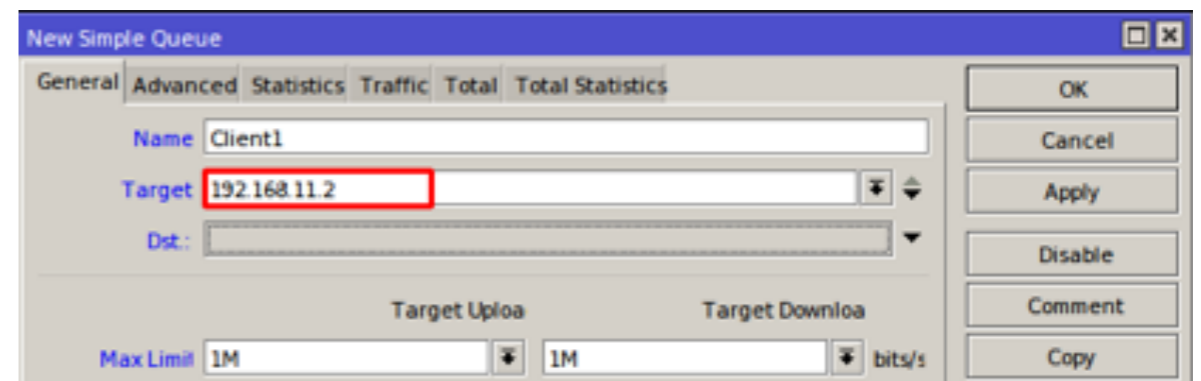 New Simple Queue
General Advanced Statistics Traffic Total Total Statistics
OK
Name Client1
Cancel
Target 192.168.11.2
Apply
Dst.:
Disable
Target Uploa Target Downloa
Comment
Max Limit 1M 1M bits/s
Copy